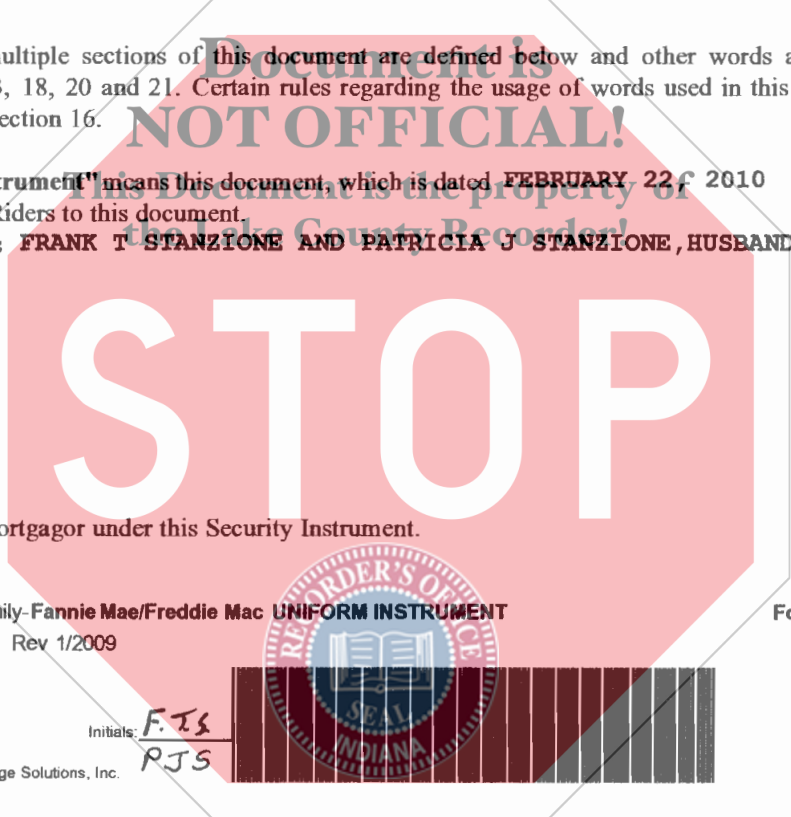 Document is
multiple sections of this document are defined below and other words a
3, 18, 20 and 21. Certain rules regarding the usage of words used in this
ection 16.
NOT OFFICIAL!
trument" means this document, which is dated FEBRUARY 22, 2010
This Document is the property of
Riders to this document.
the Lake County Recorder!
: FRANK T STANZIONE AND PATRICIA J STANZIONE,HUSBAND
STOP
ortgagor under this Security Instrument.
ily-Fannie Mae/Freddie Mac UNIFORM INSTRUMENT Fo
Rev 1/2009
RECORDER'S OFFICE
SEAL
INDIANA
Initials: F.T.S
PJS
ge Solutions, Inc.